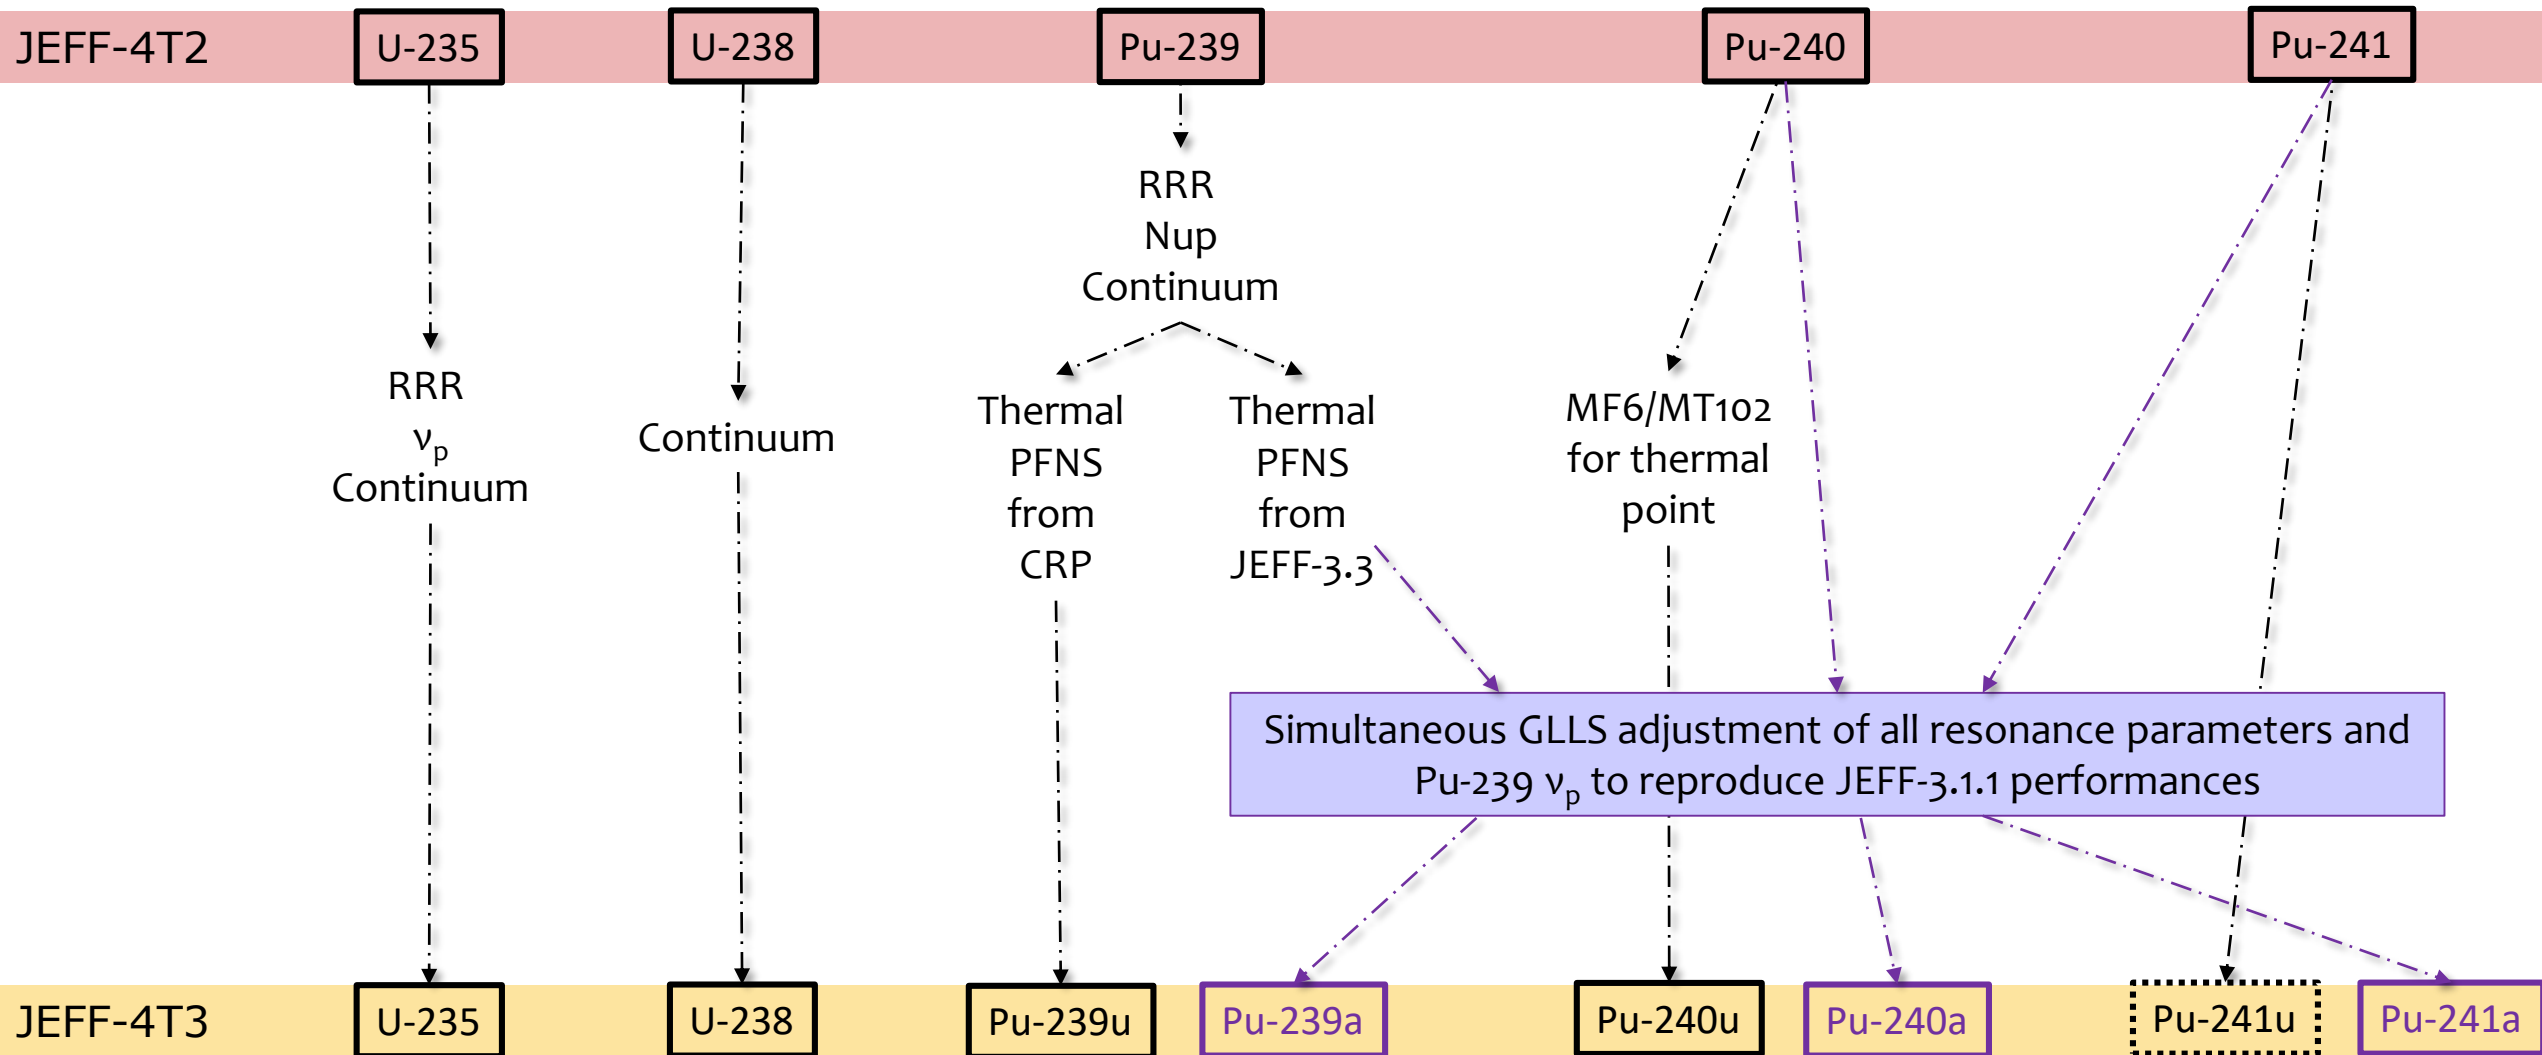 JEFF-4T2
U-235
U-238
Pu-239
Pu-240
Pu-241
RRR
Nup
Continuum
RRR
νp
Continuum
Continuum
Thermal
PFNS
from
CRP
Thermal
PFNS
from
JEFF-3.3
MF6/MT102
for thermal
point
Simultaneous GLLS adjustment of all resonance parameters and
Pu-239 νp to reproduce JEFF-3.1.1 performances
JEFF-4T3
U-235
U-238
Pu-239u
Pu-239a
Pu-240u
Pu-240a
Pu-241u
Pu-241a